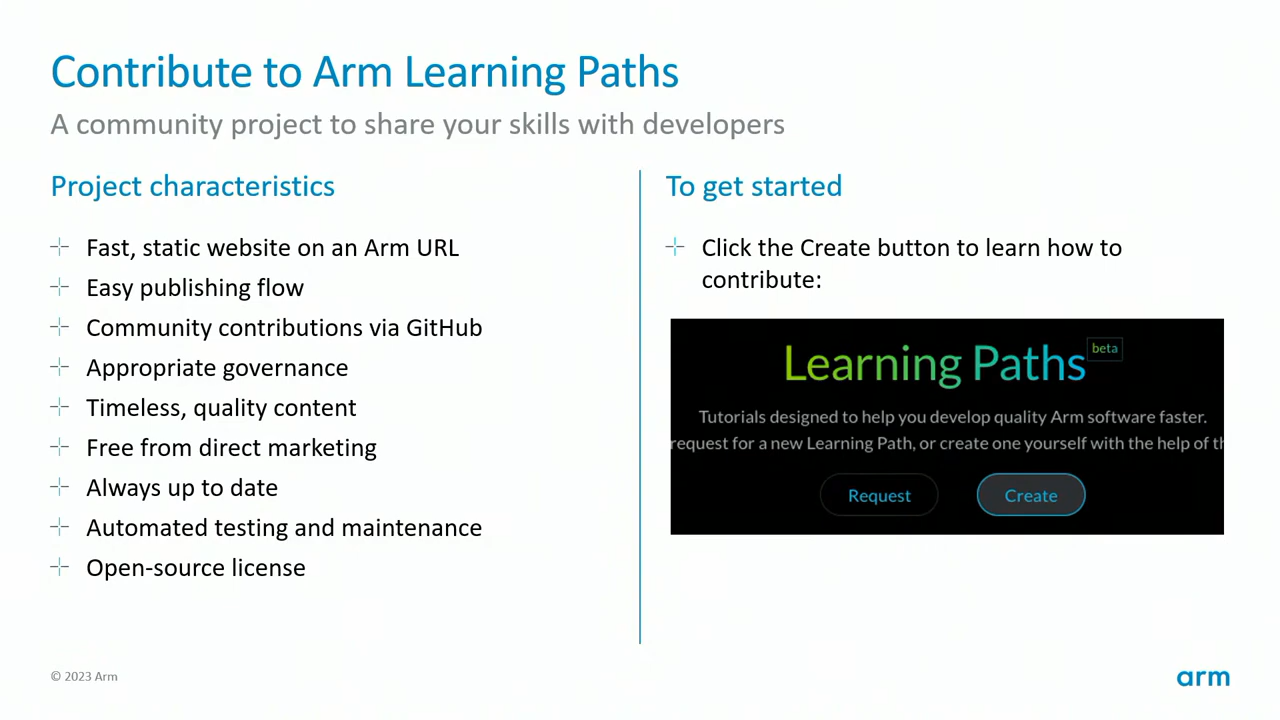 Contribute to Arm Learning Paths
A community project to share your skills with developers
Project characteristics
Fast, static website on an Arm URL
Easy publishing flow
Community contributions via GitHub
Appropriate governance
Timeless, quality content
Free from direct marketing
Always up to date
Automated testing and maintenance
Open-source license
To get started
Click the Create button to learn how to
contribute:
Learning Paths beta
Tutorials designed to help you develop quality Arm software faster.
request for a new Learning Path, or create one yourself with the help of th
Request Create
© 2023 Arm
arm